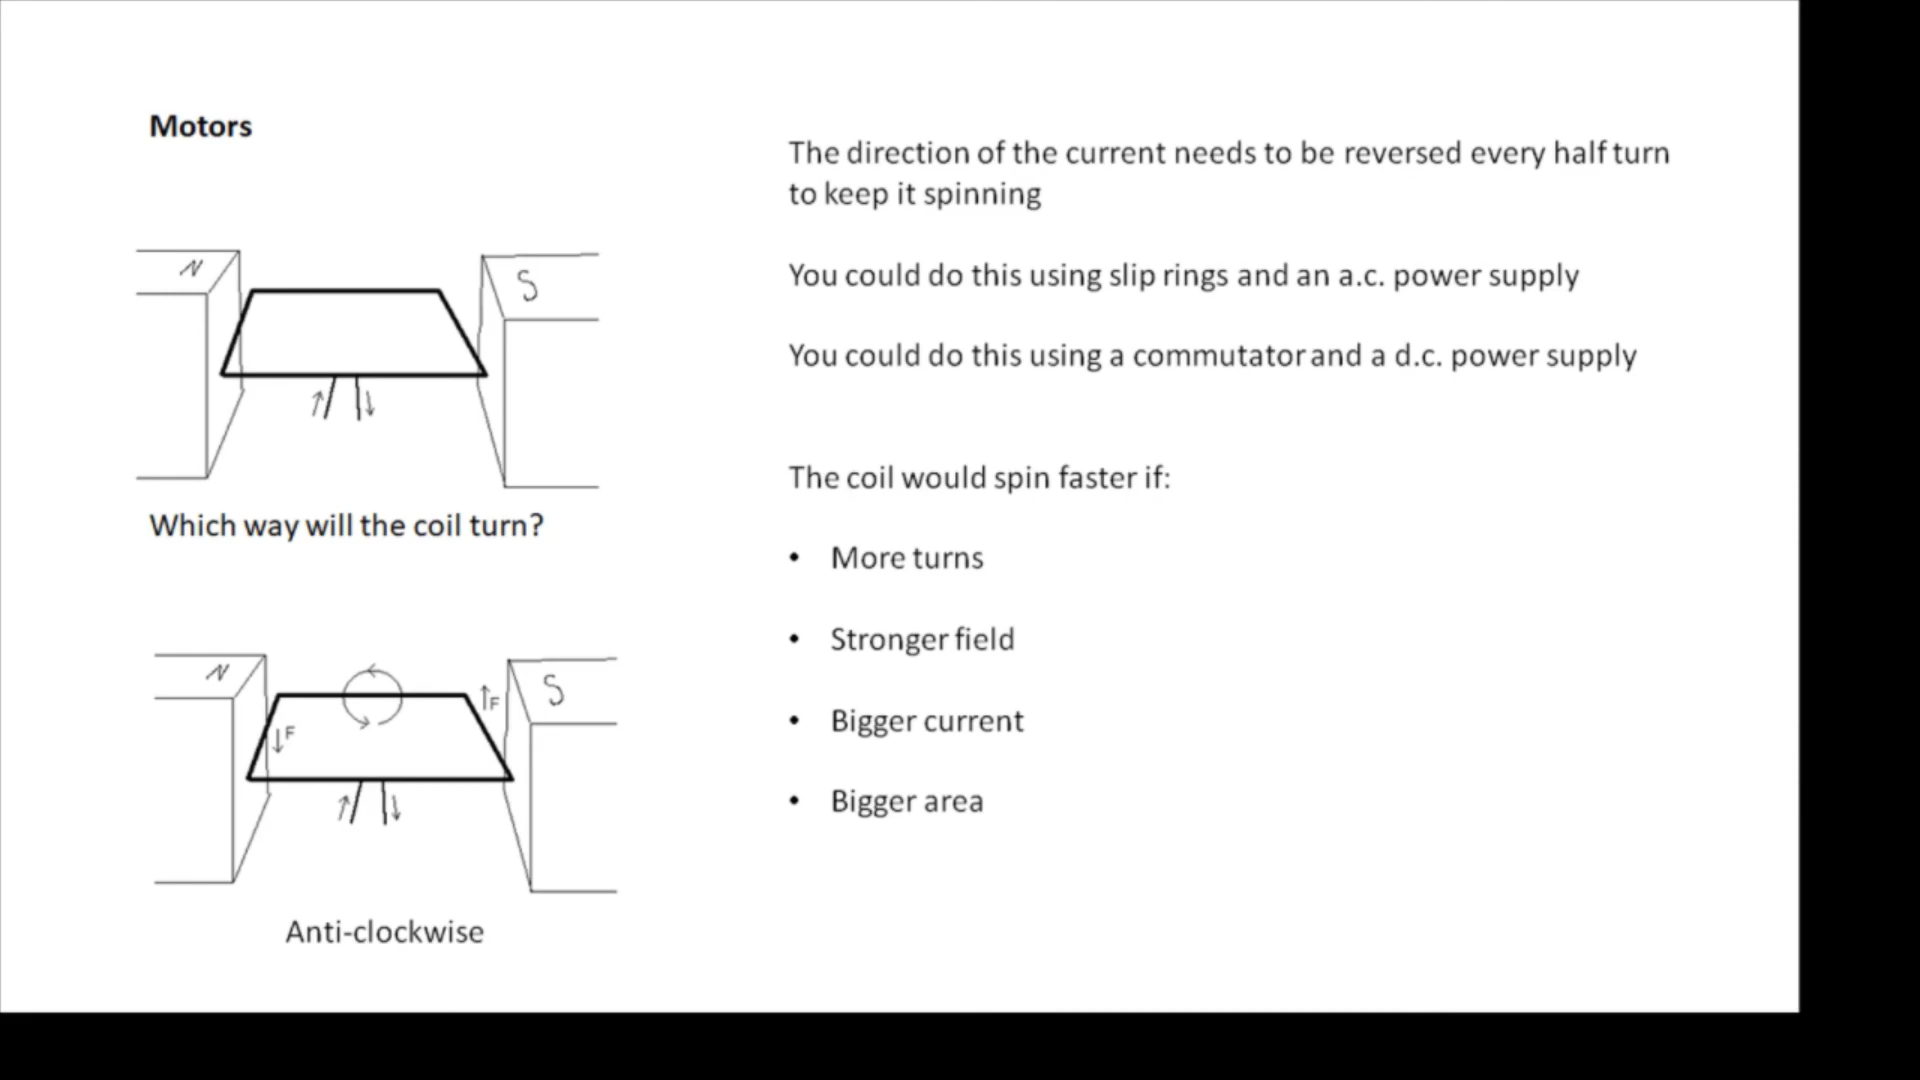 Motors
N
S
Which way will the coil turn?
N
S
F
F
Anti-clockwise
The direction of the current needs to be reversed every half turn
to keep it spinning
You could do this using slip rings and an a.c. power supply
You could do this using a commutator and a d.c. power supply
The coil would spin faster if:
• More turns
• Stronger field
• Bigger current
• Bigger area